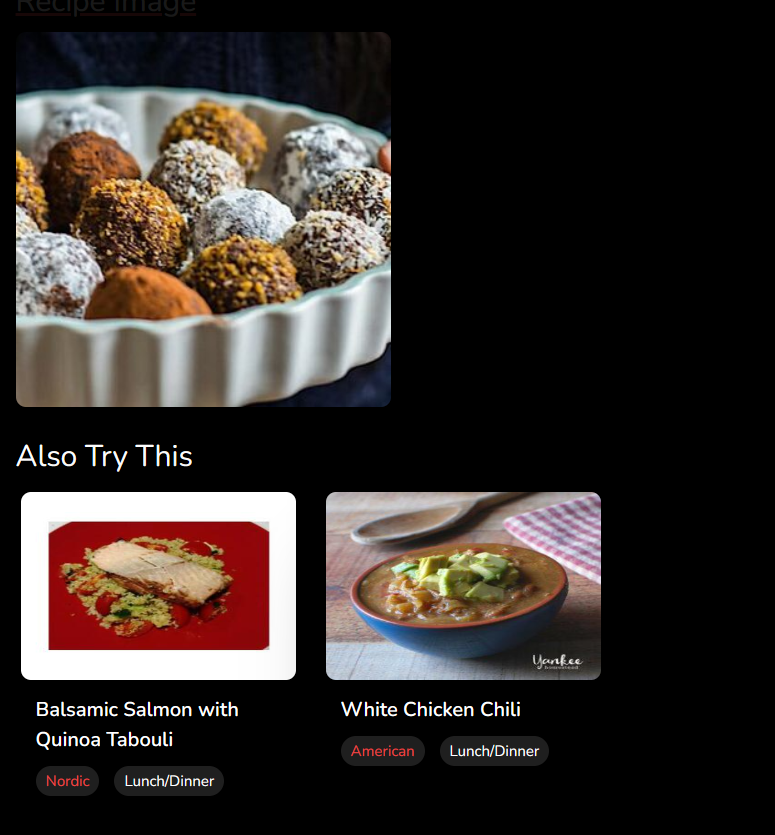 Recipe Image
Also Try This
Yankee
homestead
Balsamic Salmon with
Quinoa Tabouli
Nordic
Lunch/Dinner
White Chicken Chili
American
Lunch/Dinner